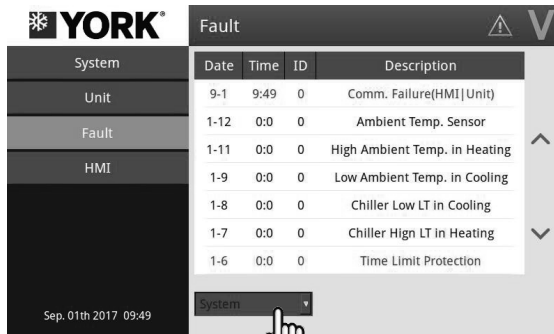 YORK®
Fault
V
System
Unit
Fault
HMI
Sep. 01th 2017 09:49
Date Time ID Description
9-1 9:49 0 Comm. Failure(HMI|Unit)
1-12 0:0 0 Ambient Temp. Sensor
1-11 0:0 0 High Ambient Temp. in Heating
1-9 0:0 0 Low Ambient Temp. in Cooling
1-8 0:0 0 Chiller Low LT in Cooling
1-7 0:0 0 Chiller Hign LT in Heating
1-6 0:0 0 Time Limit Protection
System